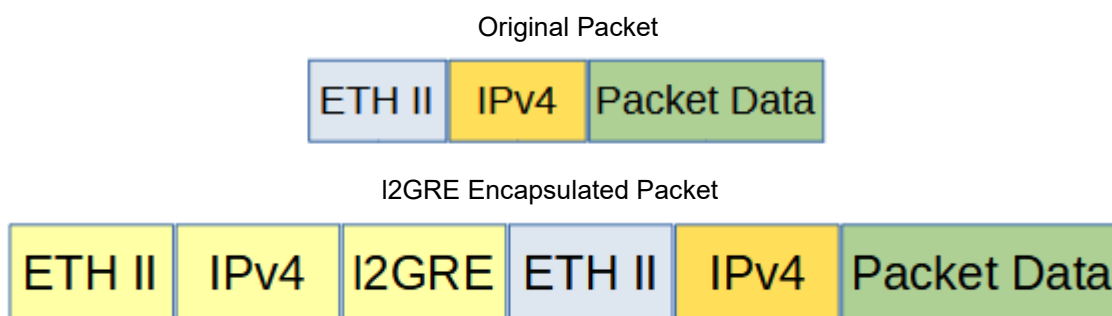 Original Packet
ETH II IPv4 Packet Data
l2GRE Encapsulated Packet
ETH II IPv4 l2GRE ETH II IPv4 Packet Data